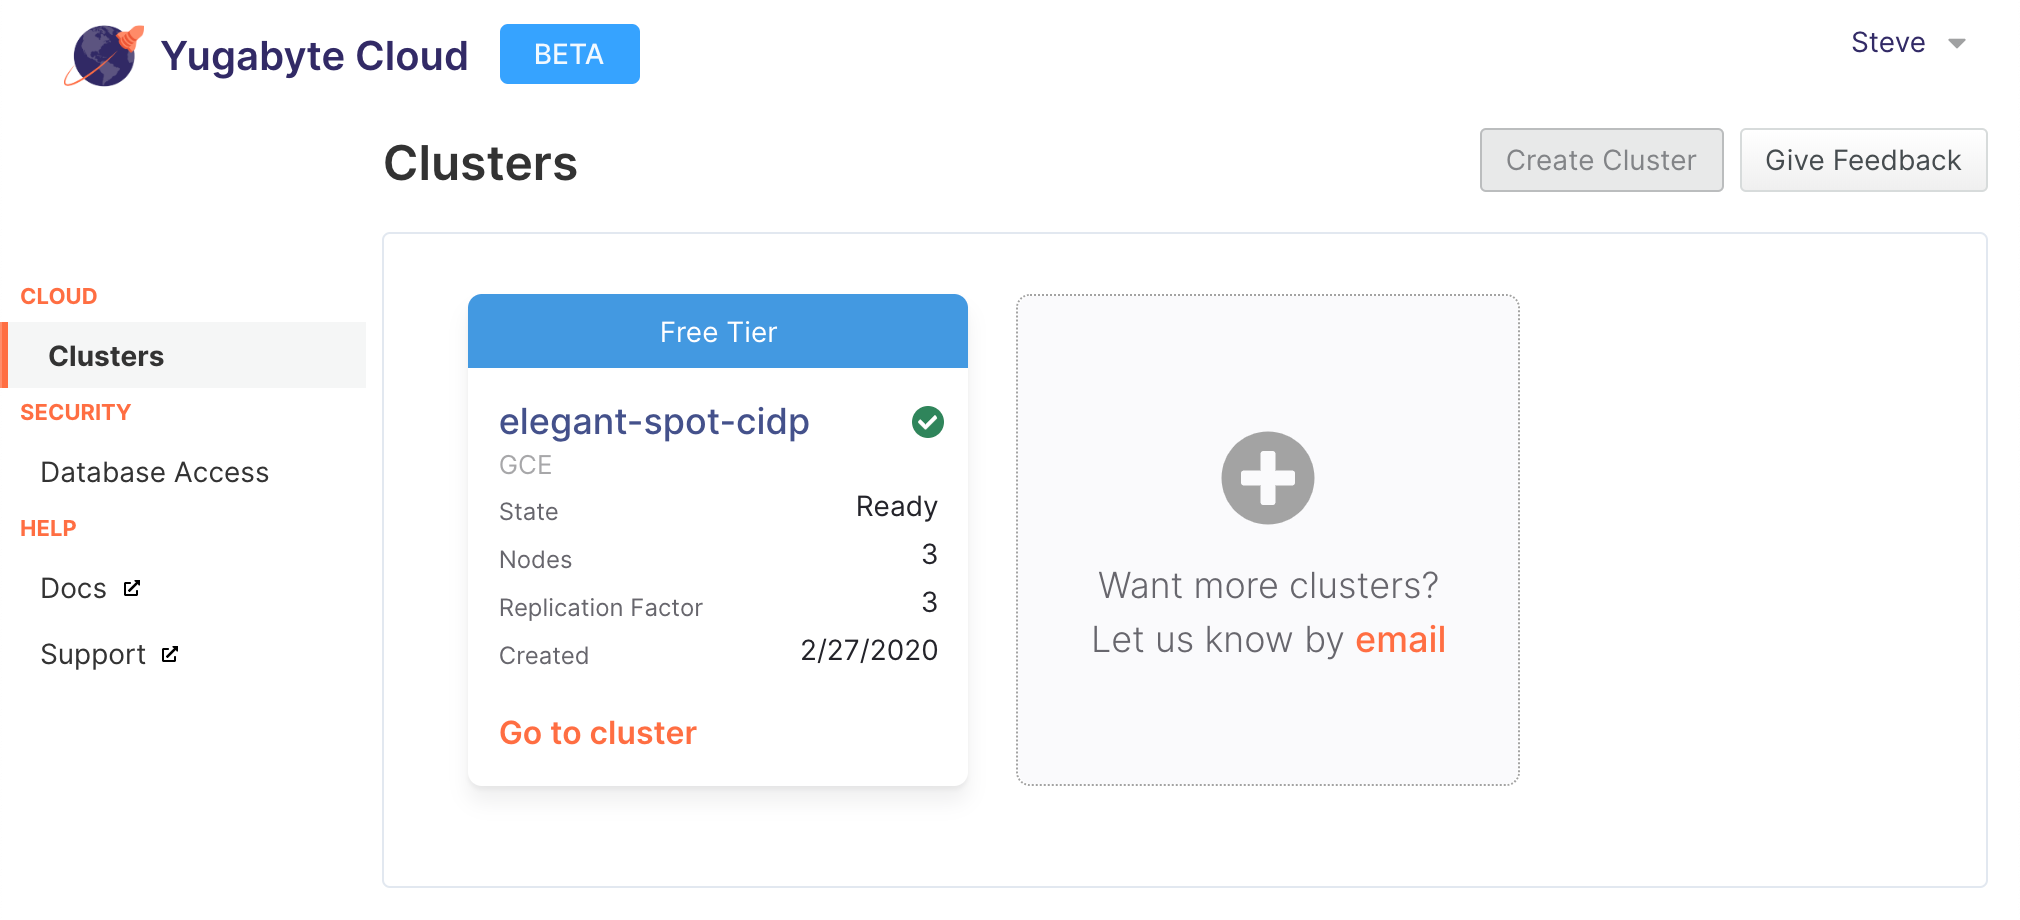 Yugabyte Cloud
BETA
Steve
Clusters
Create Cluster
Give Feedback
CLOUD
Clusters
SECURITY
Database Access
HELP
Docs
Support
Free Tier
elegant-spot-cidp
GCE
State Ready
Nodes 3
Replication Factor 3
Created 2/27/2020
Go to cluster
Want more clusters?
Let us know by email